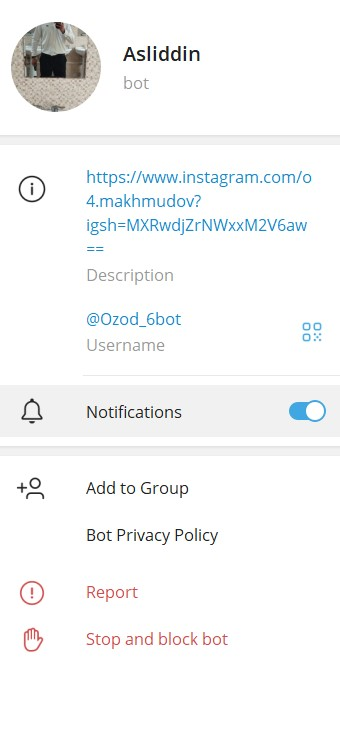 Asliddin
bot
https://www.instagram.com/o
4.makhmudov?
igsh=MXRwdjZrNWxxM2V6aw
==
Description
@Ozod_6bot
Username
Notifications
Add to Group
Bot Privacy Policy
Report
Stop and block bot